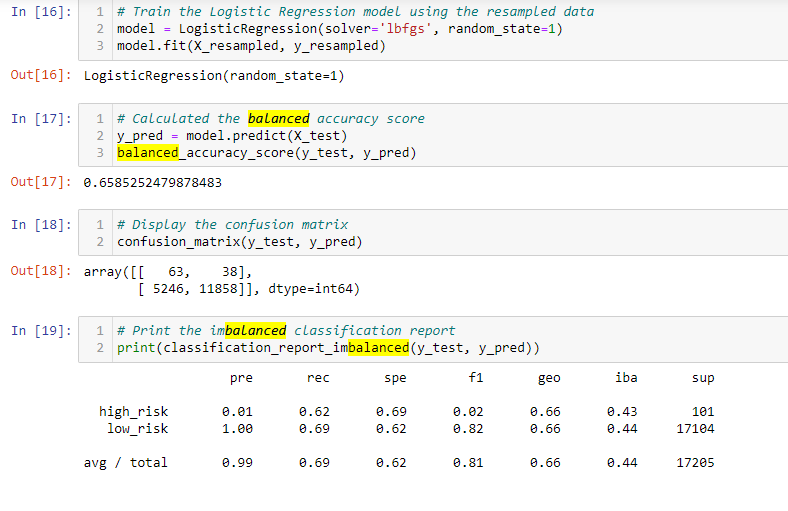 In [16]:
1 # Train the Logistic Regression model using the resampled data
2 model = LogisticRegression(solver='lbfgs', random_state=1)
3 model.fit(X_resampled, y_resampled)
Out[16]: LogisticRegression(random_state=1)
In [17]:
1 # Calculated the balanced accuracy score
2 y_pred = model.predict(X_test)
3 balanced_accuracy_score(y_test, y_pred)
Out[17]: 0.6585252479878483
In [18]:
1 # Display the confusion matrix
2 confusion_matrix(y_test, y_pred)
Out[18]: array([[   63,    38],
       [ 5246, 11858]], dtype=int64)
In [19]:
1 # Print the imbalanced classification report
2 print(classification_report_imbalanced(y_test, y_pred))
pre rec spe f1 geo iba sup
high_risk 0.01 0.62 0.69 0.02 0.66 0.43 101
low_risk 1.00 0.69 0.62 0.82 0.66 0.44 17104
avg / total 0.99 0.69 0.62 0.81 0.66 0.44 17205